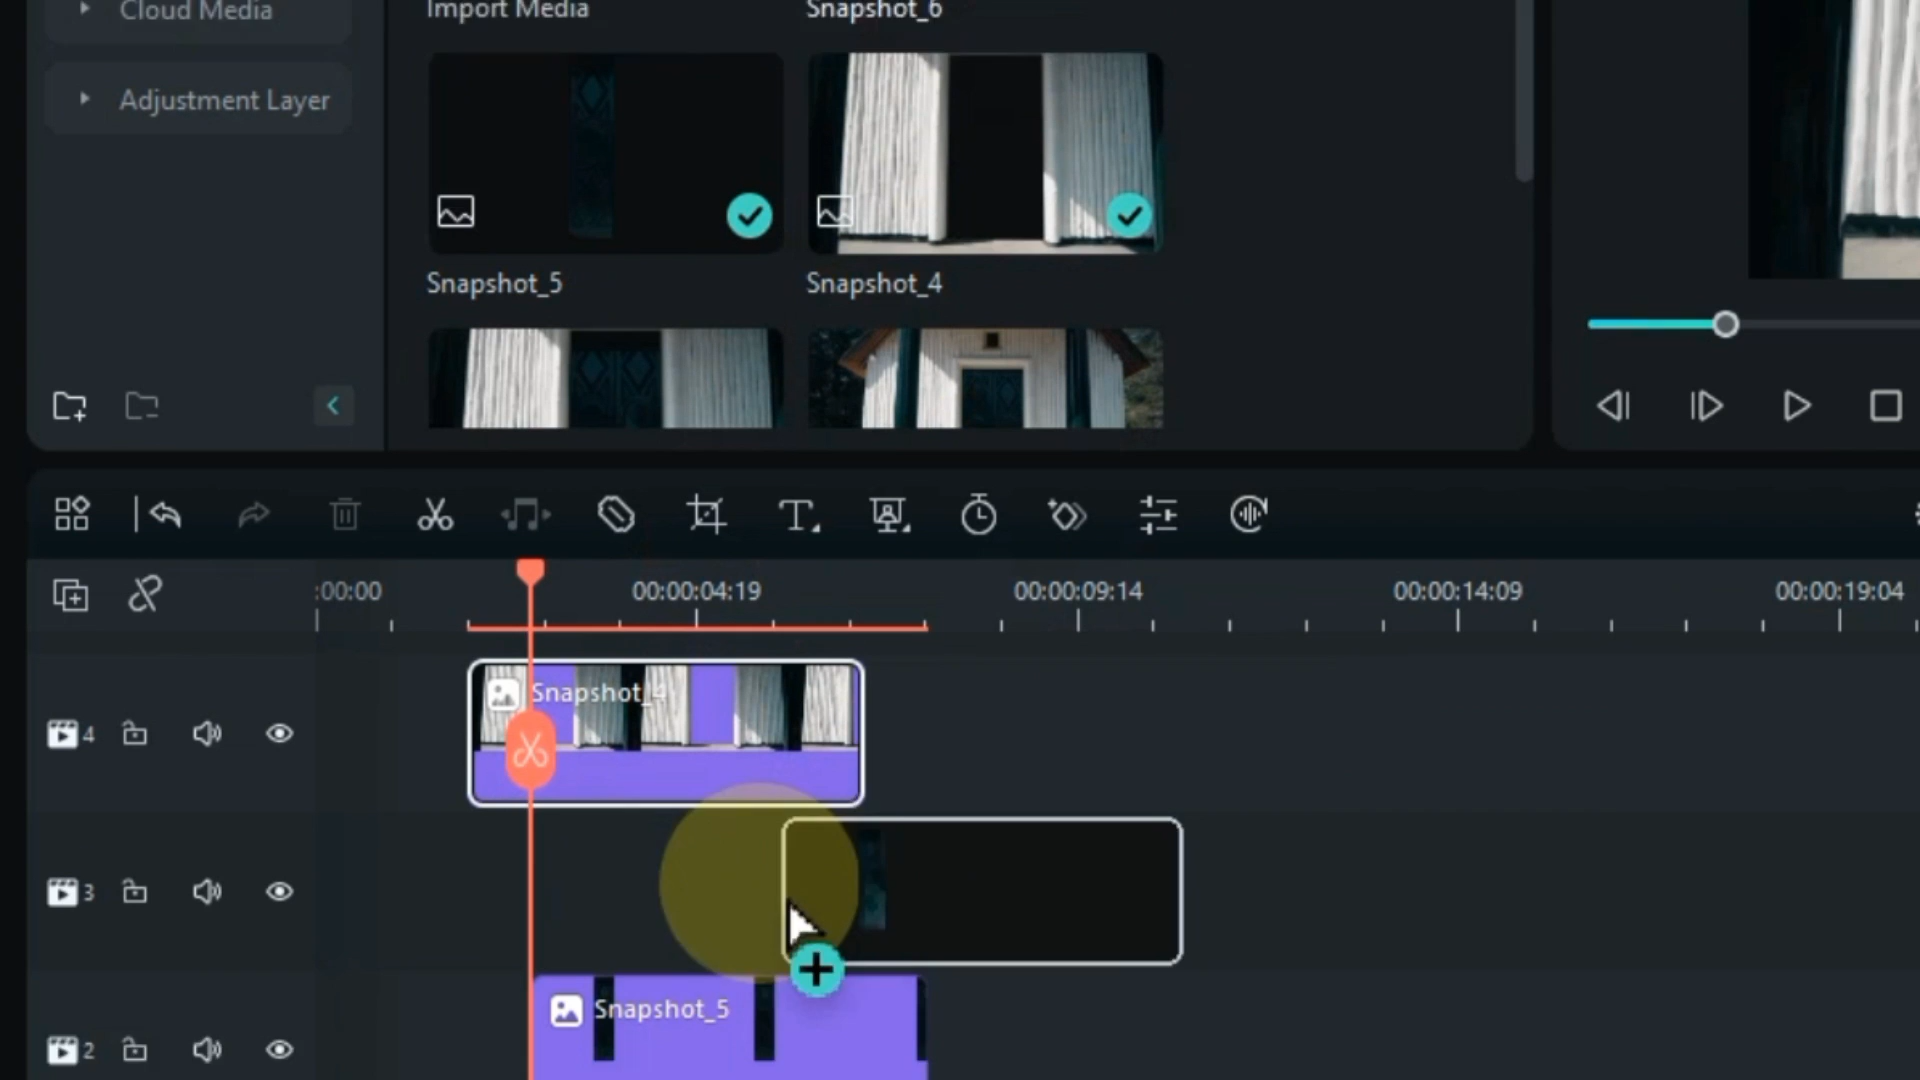 Cloud Media
Import Media
Snapshot_6
Adjustment Layer
Snapshot_5
Snapshot_4
:00:00
00:00:04:19
00:00:09:14
00:00:14:09
00:00:19:04
Snapshot_4
4
3
Snapshot_5
2